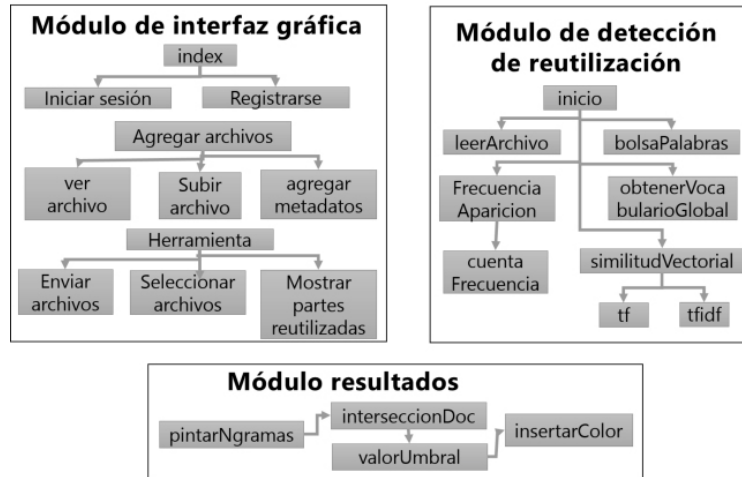 Módulo de interfaz gráfica
index
Iniciar sesión
Registrarse
Agregar archivos
ver
archivo
Subir
archivo
agregar
metadatos
Herramienta
Enviar
archivos
Seleccionar
archivos
Mostrar
partes
reutilizadas
Módulo de detección
de reutilización
inicio
leerArchivo
bolsaPalabras
Frecuencia
Aparicion
obtenerVoca
bularioGlobal
cuenta
Frecuencia
similitudVectorial
tf
tfidf
Módulo resultados
pintarNgramas
interseccionDoc
valorUmbral
insertarColor